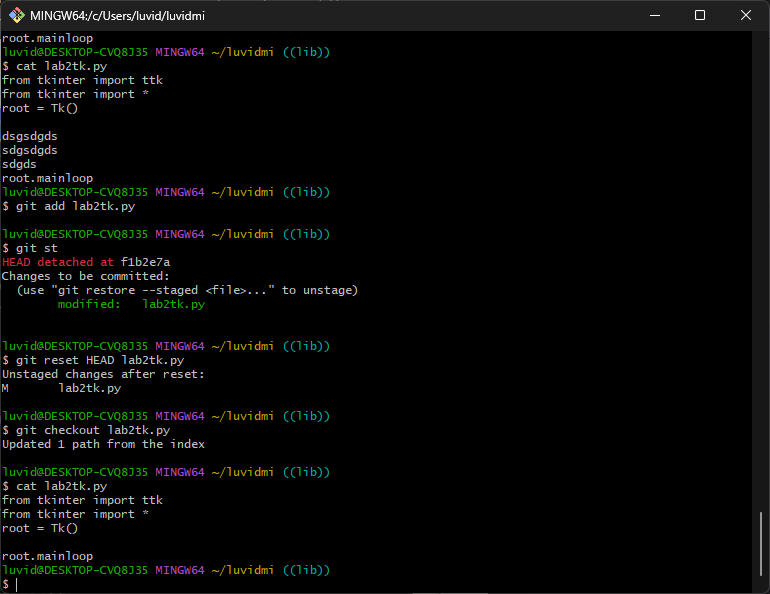 MINGW64:/c/Users/luvid/luvidmi
root.mainloop
luvid@DESKTOP-CVQ8J35 MINGW64 ~/luvidmi ((lib))
$ cat lab2tk.py
from tkinter import ttk
from tkinter import *
root = Tk()
dsgsdgds
sdgsdgds
sdgds
root.mainloop
luvid@DESKTOP-CVQ8J35 MINGW64 ~/luvidmi ((lib))
$ git add lab2tk.py
luvid@DESKTOP-CVQ8J35 MINGW64 ~/luvidmi ((lib))
$ git st
HEAD detached at f1b2e7a
Changes to be committed:
  (use "git restore --staged <file>..." to unstage)
        modified:   lab2tk.py
luvid@DESKTOP-CVQ8J35 MINGW64 ~/luvidmi ((lib))
$ git reset HEAD lab2tk.py
Unstaged changes after reset:
M       lab2tk.py
luvid@DESKTOP-CVQ8J35 MINGW64 ~/luvidmi ((lib))
$ git checkout lab2tk.py
Updated 1 path from the index
luvid@DESKTOP-CVQ8J35 MINGW64 ~/luvidmi ((lib))
$ cat lab2tk.py
from tkinter import ttk
from tkinter import *
root = Tk()
root.mainloop
luvid@DESKTOP-CVQ8J35 MINGW64 ~/luvidmi ((lib))
$